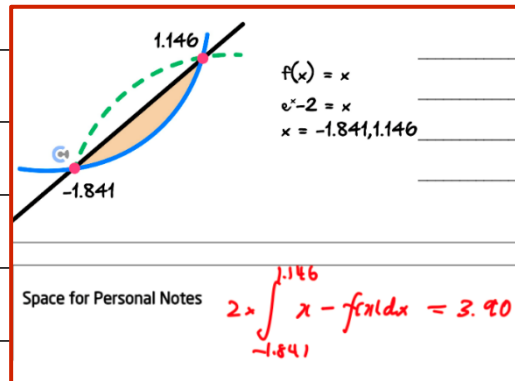 1.146
f(x) = x
eˣ-2 = x
x = -1.841,1.146
-1.841
Space for Personal Notes
2× ∫_{-1.841}^{1.146} x - f(x)dx = 3.90